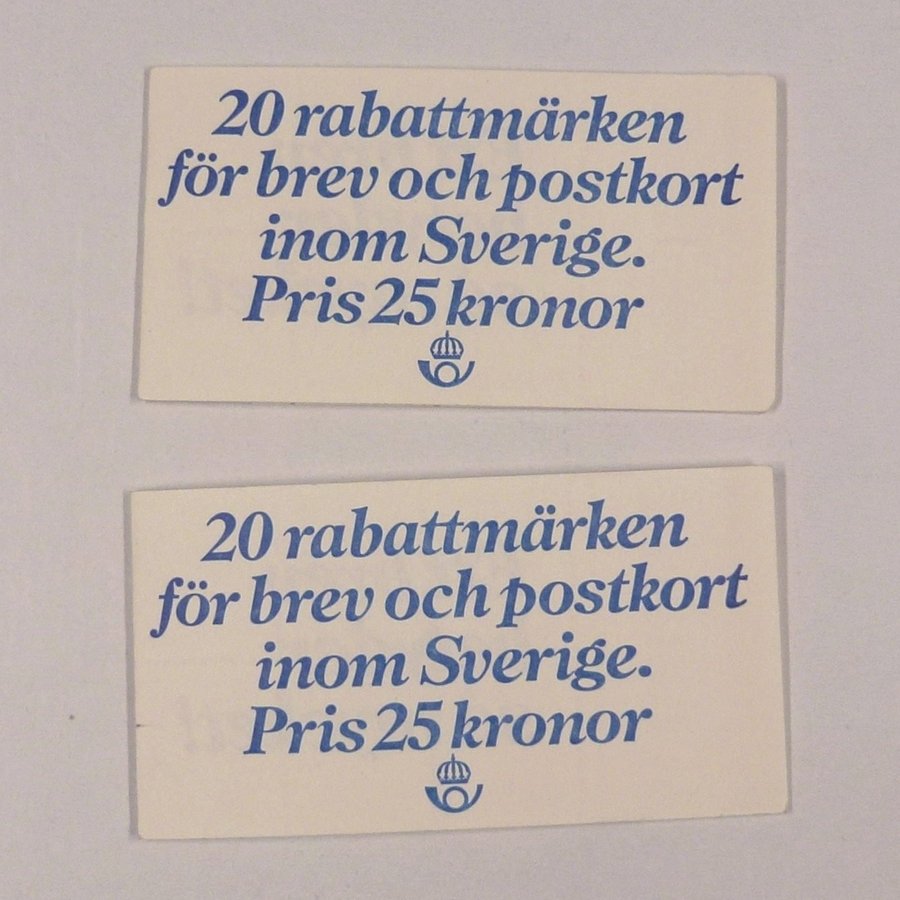 20 rabattmärken
för brev och postkort
inom Sverige.
Pris 25 kronor
20 rabattmärken
för brev och postkort
inom Sverige.
Pris 25 kronor